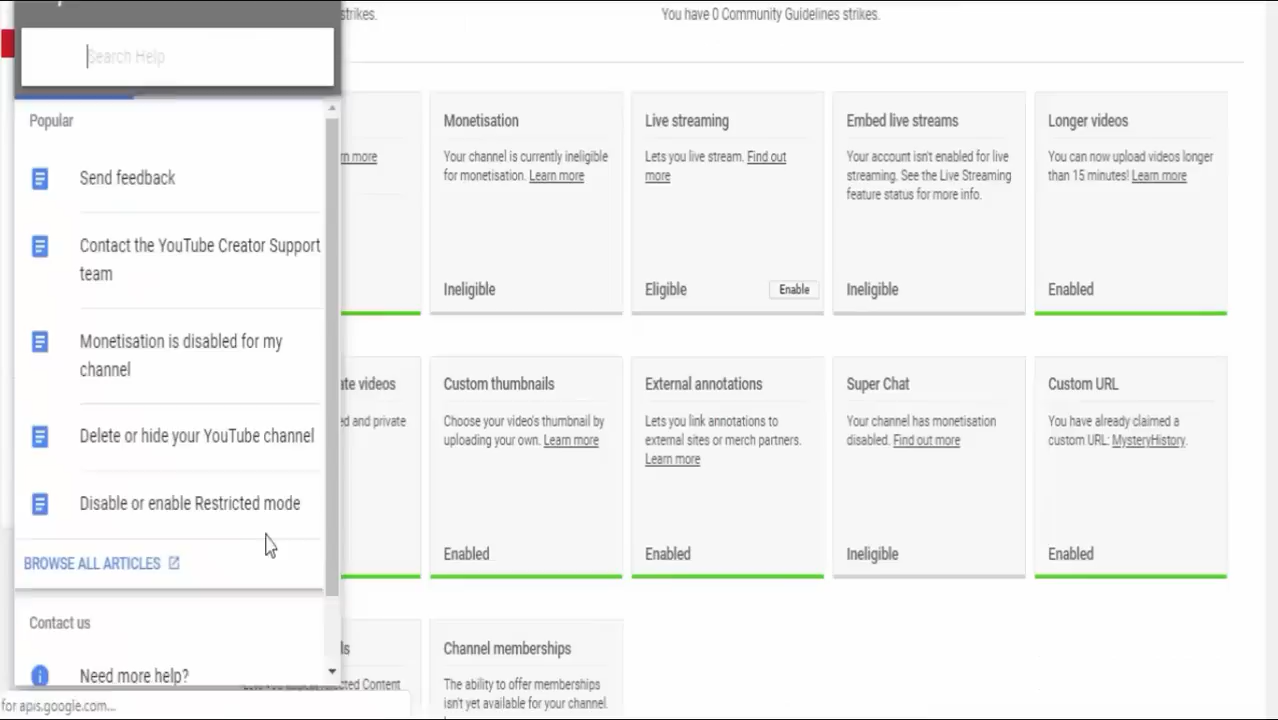 Search Help
Popular
Send feedback
Contact the YouTube Creator Support
team
Monetisation is disabled for my
channel
Delete or hide your YouTube channel
Disable or enable Restricted mode
BROWSE ALL ARTICLES
Contact us
Need more help?
for apis.google.com...
strikes.
You have 0 Community Guidelines strikes.
rn more
Monetisation
Your channel is currently ineligible
for monetisation. Learn more
Ineligible
Live streaming
Lets you live stream. Find out
more
Eligible
Enable
Embed live streams
Your account isn't enabled for live
streaming. See the Live Streaming
feature status for more info.
Ineligible
Longer videos
You can now upload videos longer
than 15 minutes! Learn more
Enabled
ate videos
ed and private
Custom thumbnails
Choose your video's thumbnail by
uploading your own. Learn more
Enabled
External annotations
Lets you link annotations to
external sites or merch partners.
Learn more
Enabled
Super Chat
Your channel has monetisation
disabled. Find out more
Ineligible
Custom URL
You have already claimed a
custom URL: MysteryHistory.
Enabled
ls
Content
Channel memberships
The ability to offer memberships
isn't yet available for your channel.